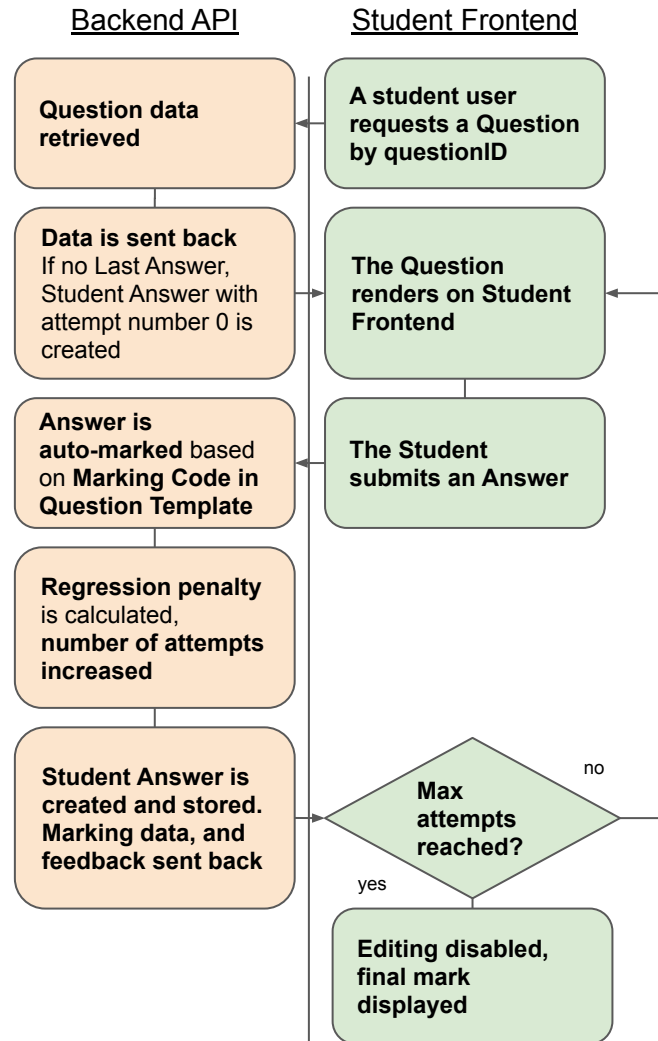 Backend API
Student Frontend
Question data
retrieved
A student user
requests a Question
by questionID
Data is sent back
If no Last Answer,
Student Answer with
attempt number 0 is
created
The Question
renders on Student
Frontend
Answer is
auto-marked based
on Marking Code in
Question Template
The Student
submits an Answer
Regression penalty
is calculated,
number of attempts
increased
Student Answer is
created and stored.
Marking data, and
feedback sent back
Max
attempts
reached?
no
yes
Editing disabled,
final mark
displayed